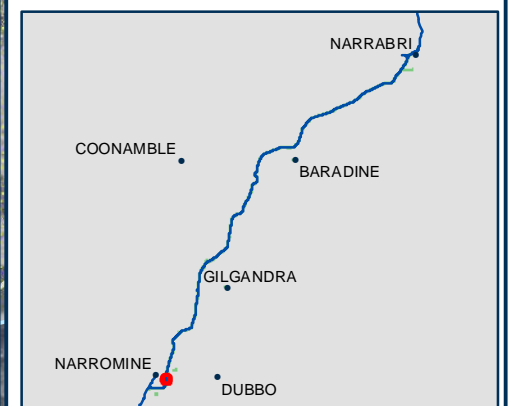 NARRABRI
COONAMBLE
BARADINE
GILGANDRA
NARROMINE
DUBBO